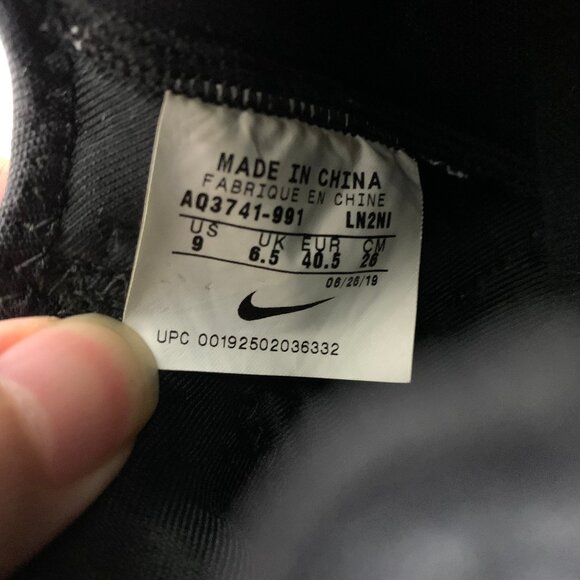 MADE IN CHINA
FABRIQUE EN CHINE
AQ3741-991 LN2NI
US UK EUR CM
9 6.5 40.5 26
06/26/19
UPC 00192502036332